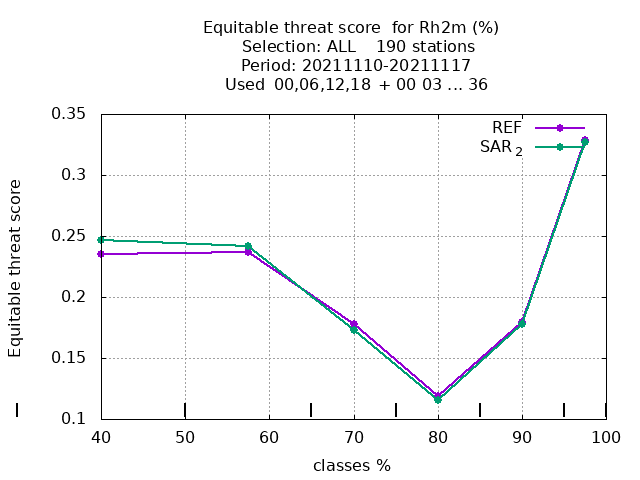 Equitable threat score  for Rh2m (%)
Selection: ALL    190 stations
Period: 20211110-20211117
Used  00,06,12,18  + 00 03 ... 36
REF
SAR 2
0.35
0.3
0.25
0.2
0.15
0.1
Equitable threat score
40 50 60 70 80 90 100
classes %